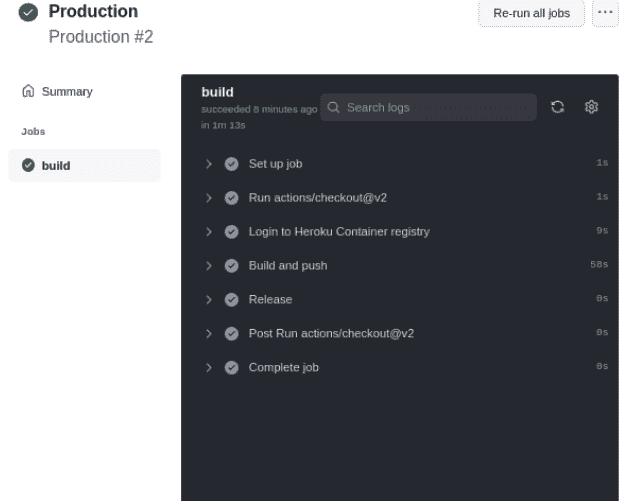 Production
Re-run all jobs
Production #2
Summary
Jobs
build
build
succeeded 8 minutes ago
in 1m 13s
Search logs
Set up job 1s
Run actions/checkout@v2 1s
Login to Heroku Container registry 9s
Build and push 58s
Release 0s
Post Run actions/checkout@v2 0s
Complete job 0s